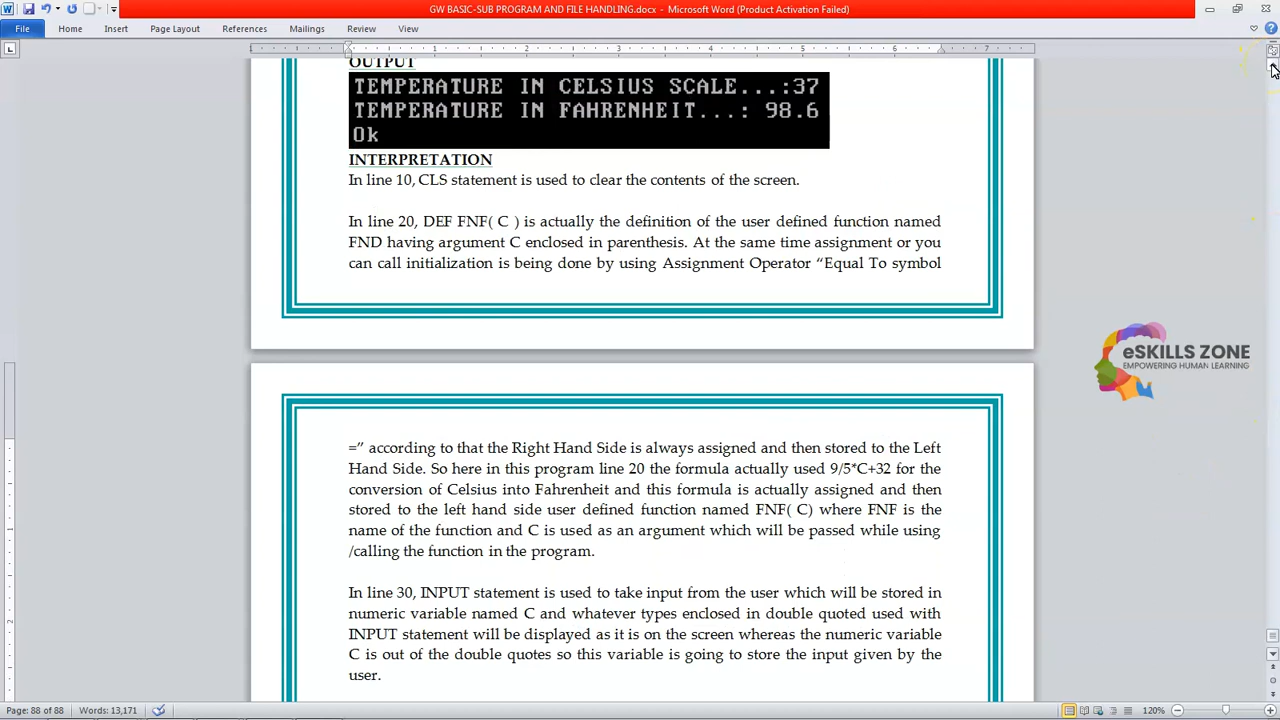 GW BASIC-SUB PROGRAM AND FILE HANDLING.docx - Microsoft Word (Product Activation Failed)
File Home Insert Page Layout References Mailings Review View
1 2 3 4 5 6 7
OUTPUT
TEMPERATURE IN CELSIUS SCALE...:37
TEMPERATURE IN FAHRENHEIT...: 98.6
Ok
INTERPRETATION
In line 10, CLS statement is used to clear the contents of the screen.
In line 20, DEF FNF( C ) is actually the definition of the user defined function named
FND having argument C enclosed in parenthesis. At the same time assignment or you
can call initialization is being done by using Assignment Operator “Equal To symbol
eSKILLS ZONE
EMPOWERING HUMAN LEARNING
=” according to that the Right Hand Side is always assigned and then stored to the Left
Hand Side. So here in this program line 20 the formula actually used 9/5*C+32 for the
conversion of Celsius into Fahrenheit and this formula is actually assigned and then
stored to the left hand side user defined function named FNF( C) where FNF is the
name of the function and C is used as an argument which will be passed while using
/calling the function in the program.
In line 30, INPUT statement is used to take input from the user which will be stored in
numeric variable named C and whatever types enclosed in double quoted used with
INPUT statement will be displayed as it is on the screen whereas the numeric variable
C is out of the double quotes so this variable is going to store the input given by the
user.
Page: 88 of 88 Words: 13,171 120%